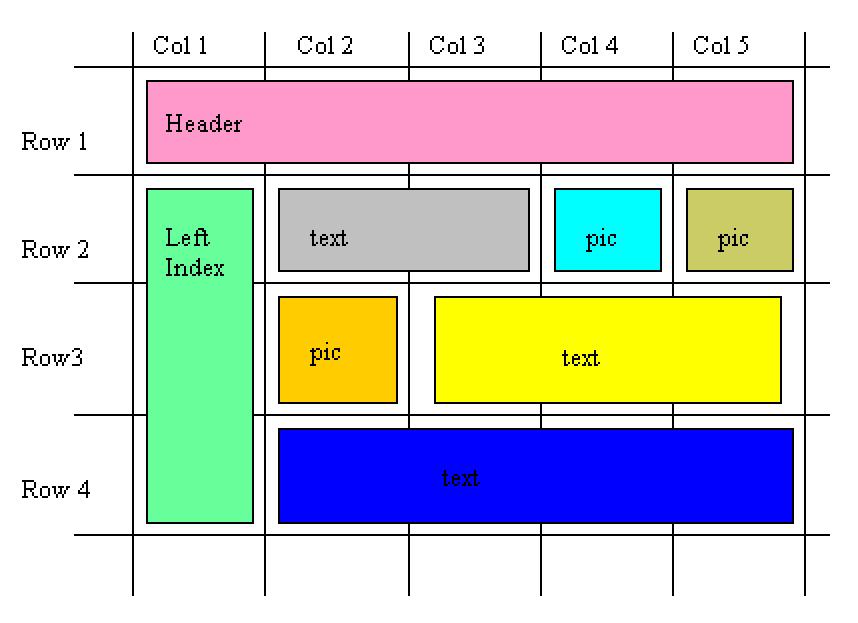 Col 1 Col 2 Col 3 Col 4 Col 5
Header
Row 1
Left
Index
text
pic
pic
Row 2
pic
text
Row3
text
Row 4